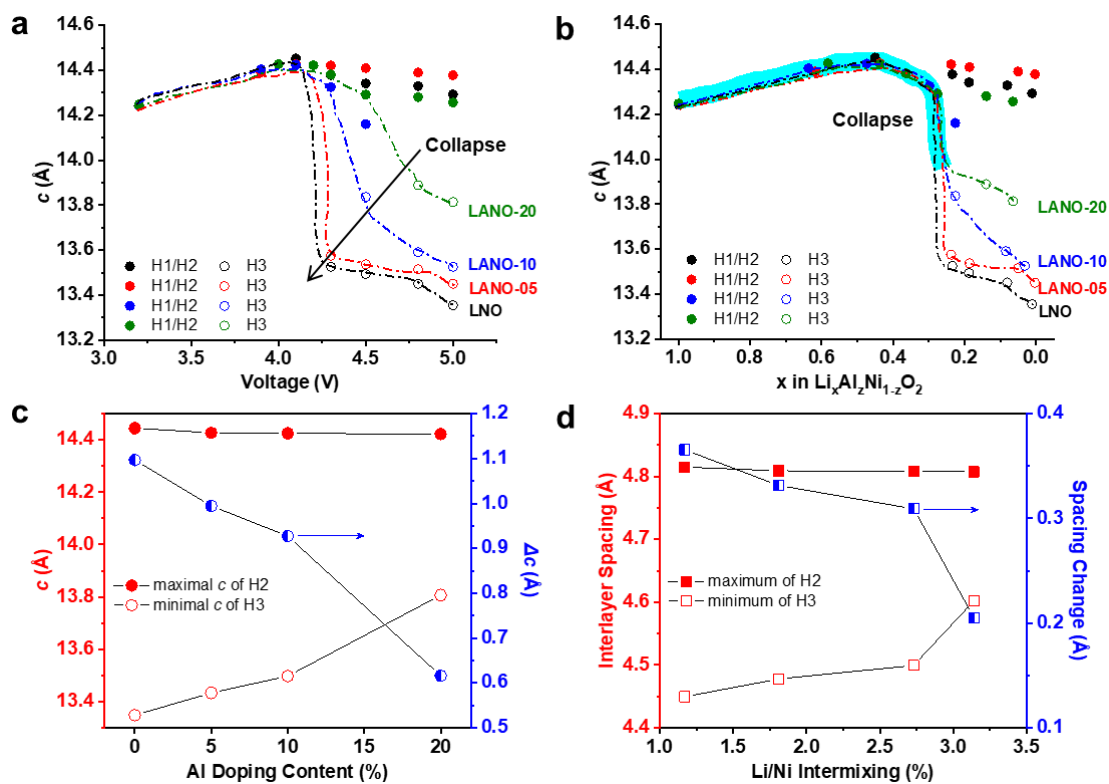 a
14.6
14.4
14.2
14.0
13.8
13.6
13.4
13.2
c (Å)
3.0 3.5 4.0 4.5 5.0
Voltage (V)
Collapse
LANO-20
LANO-10
LANO-05
LNO
H1/H2 H3
H1/H2 H3
H1/H2 H3
H1/H2 H3
b
14.6
14.4
14.2
14.0
13.8
13.6
13.4
13.2
c (Å)
1.0 0.8 0.6 0.4 0.2 0.0
x in LiₓAl_zNi₁₋zO₂
Collapse
LANO-20
LANO-10
LANO-05
LNO
H1/H2 H3
H1/H2 H3
H1/H2 H3
H1/H2 H3
c
14.4
14.2
14.0
13.8
13.6
13.4
c (Å)
0 5 10 15 20
Al Doping Content (%)
1.2
1.1
1.0
0.9
0.8
0.7
0.6
0.5
Δc (Å)
maximal c of H2
minimal c of H3
d
4.9
4.8
4.7
4.6
4.5
4.4
Interlayer Spacing (Å)
1.0 1.5 2.0 2.5 3.0 3.5
Li/Ni Intermixing (%)
0.4
0.3
0.2
0.1
Spacing Change (Å)
maximum of H2
minimum of H3